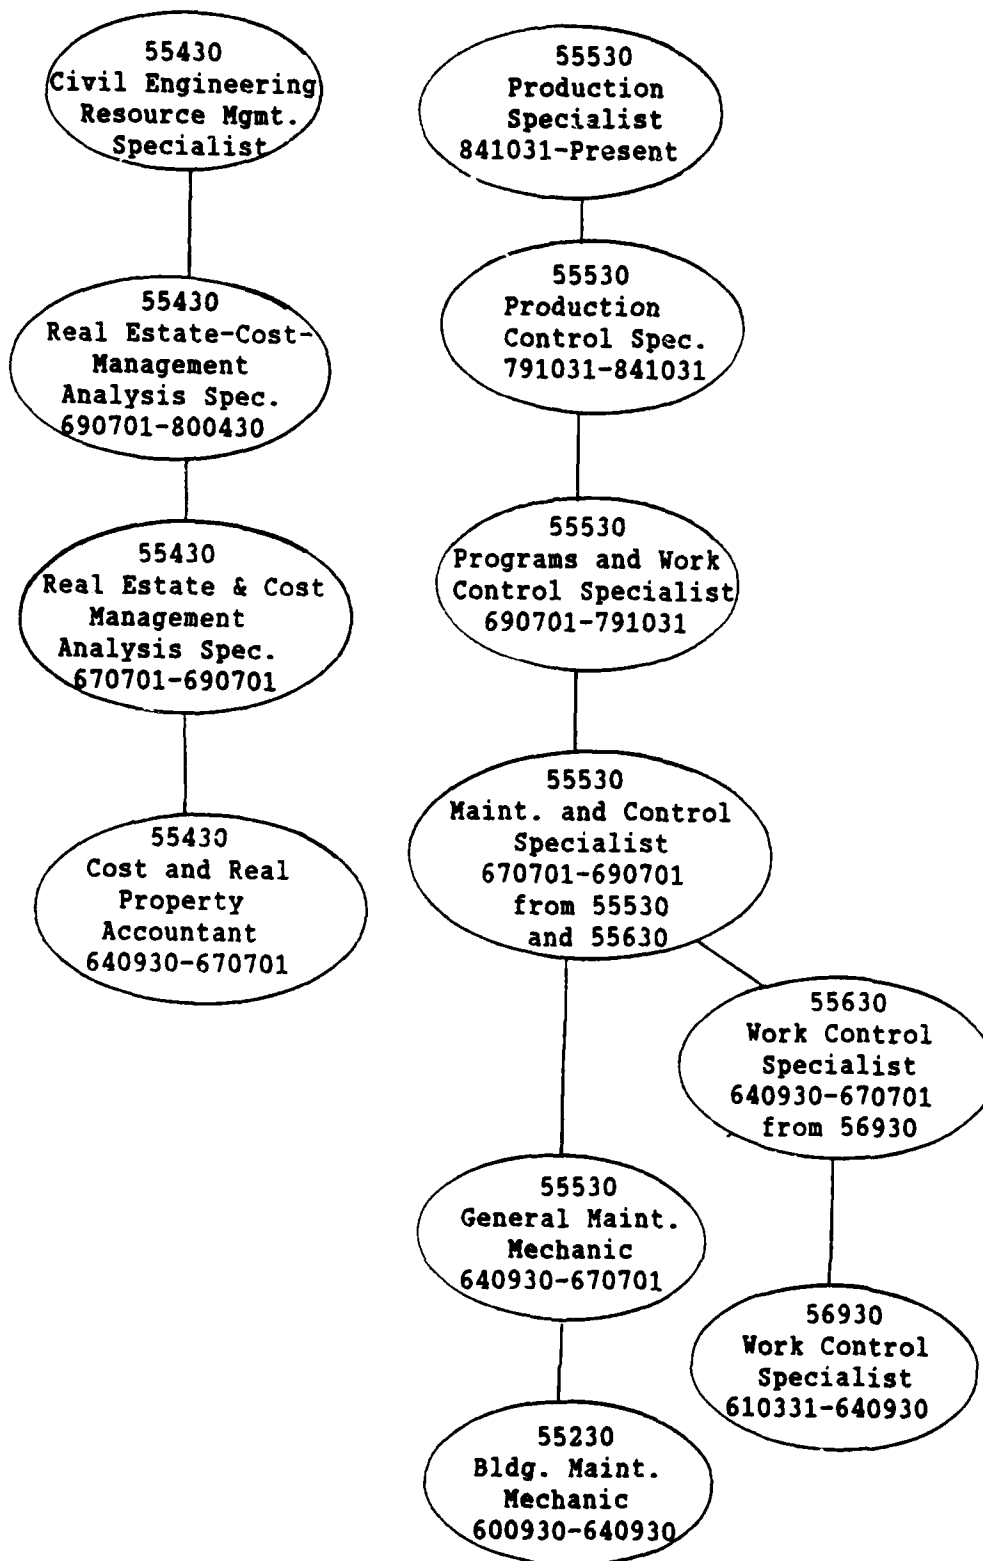 55430
Civil Engineering
Resource Mgmt.
Specialist
55430
Real Estate-Cost-
Management
Analysis Spec.
690701-800430
55430
Real Estate & Cost
Management
Analysis Spec.
670701-690701
55430
Cost and Real
Property
Accountant
640930-670701
55530
Production
Specialist
841031-Present
55530
Production
Control Spec.
791031-841031
55530
Programs and Work
Control Specialist
690701-791031
55530
Maint. and Control
Specialist
670701-690701
from 55530
and 55630
55630
Work Control
Specialist
640930-670701
from 56930
55530
General Maint.
Mechanic
640930-670701
56930
Work Control
Specialist
610331-640930
55230
Bldg. Maint.
Mechanic
600930-640930